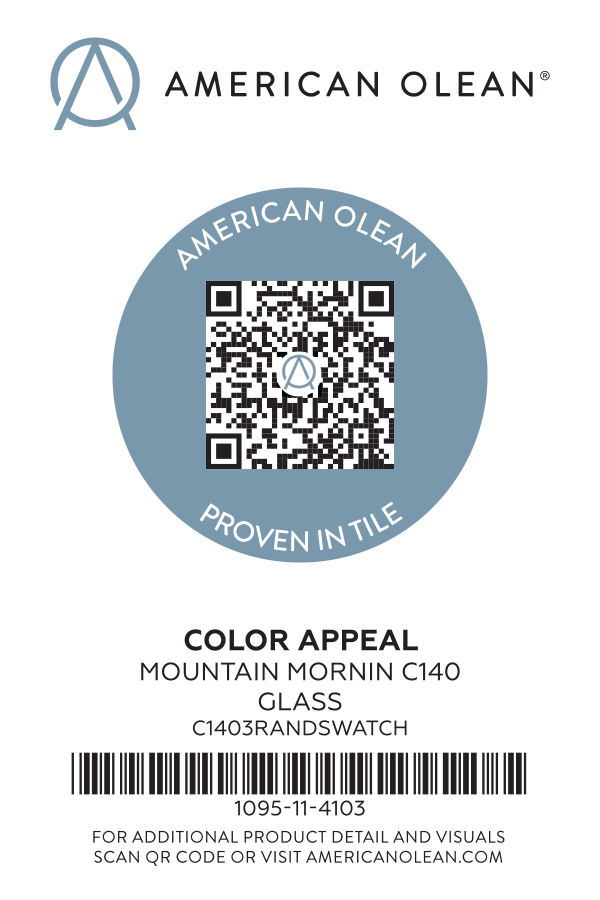 AMERICAN OLEAN®
AMERICAN OLEAN
PROVEN IN TILE
COLOR APPEAL
MOUNTAIN MORNIN C140
GLASS
C1403RANDSWATCH
1095-11-4103
FOR ADDITIONAL PRODUCT DETAIL AND VISUALS
SCAN QR CODE OR VISIT AMERICANOLEAN.COM